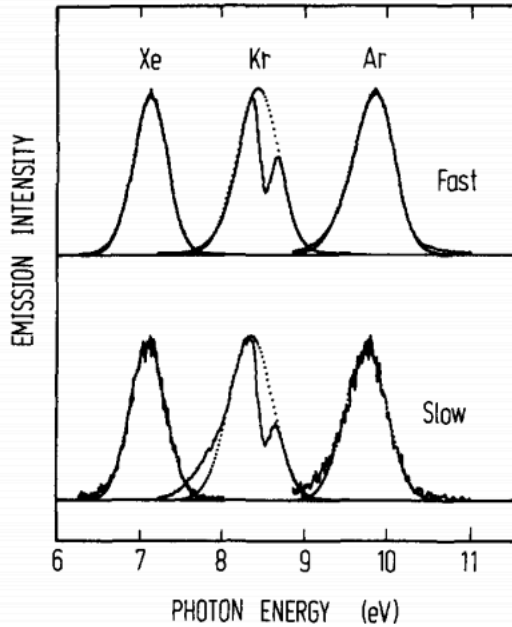 Xe Kr Ar
Fast
EMISSION INTENSITY
Slow
6 7 8 9 10 11
PHOTON ENERGY (eV)